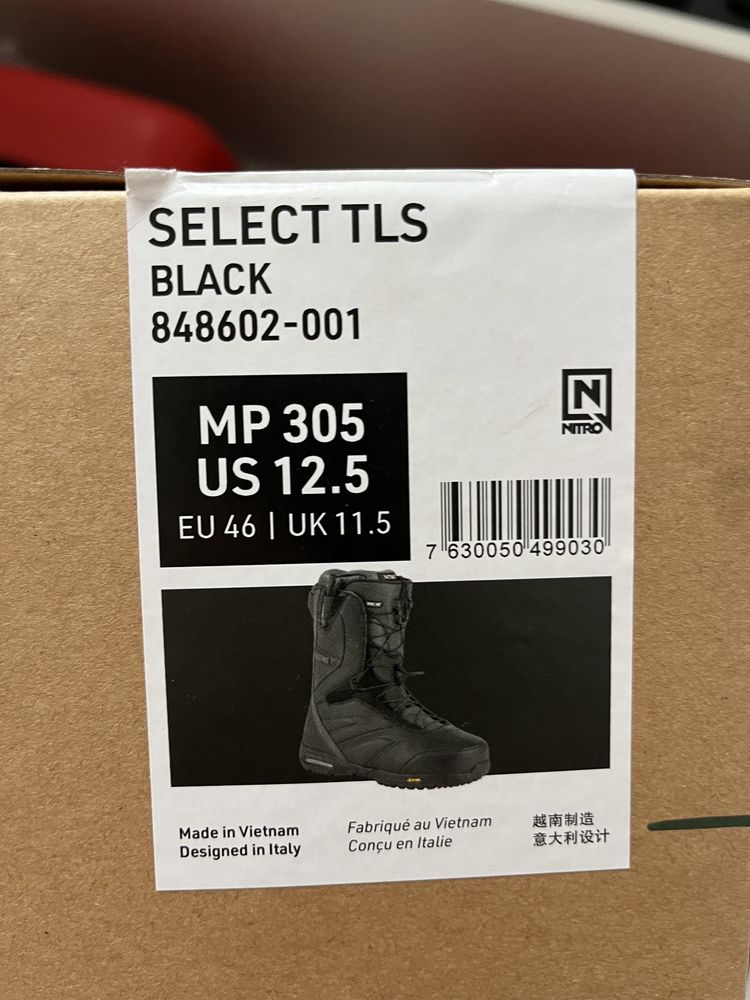 SELECT TLS
BLACK
848602-001
MP 305
US 12.5
EU 46 | UK 11.5
N
NITRO
7 630050 499030
Made in Vietnam
Designed in Italy
Fabriqué au Vietnam
Conçu en Italie
越南制造
意大利设计